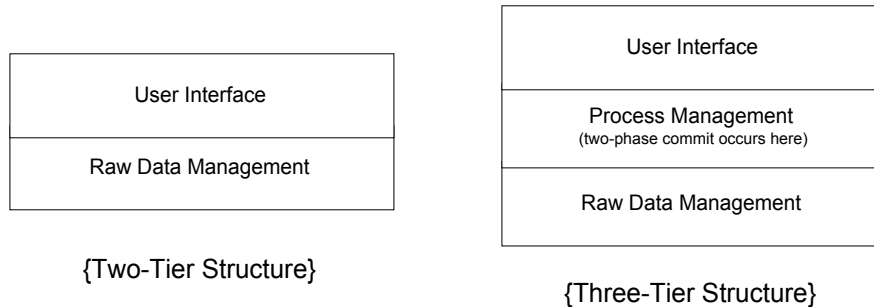 User Interface
Raw Data Management
{Two-Tier Structure}
User Interface
Process Management
(two-phase commit occurs here)
Raw Data Management
{Three-Tier Structure}